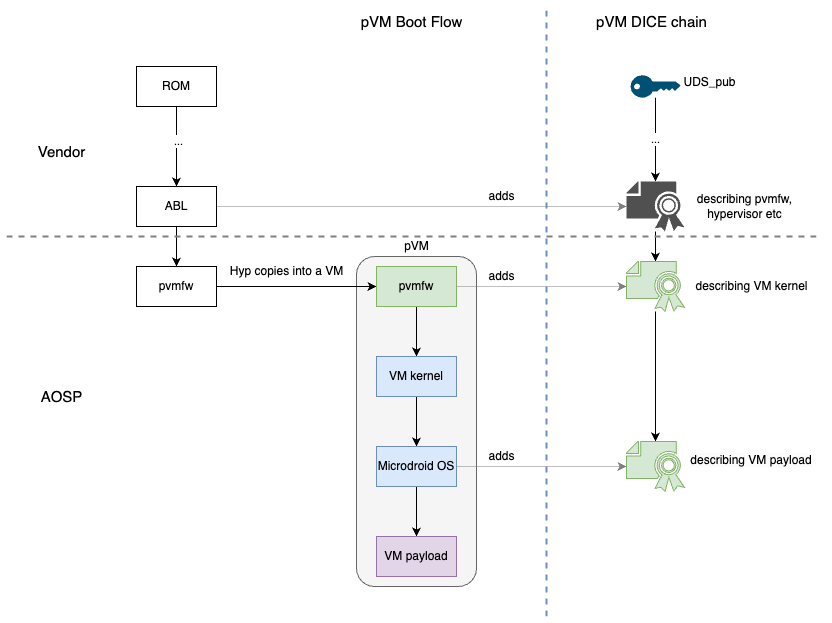 pVM Boot Flow
pVM DICE chain
ROM
UDS_pub
...
...
Vendor
ABL
adds
describing pvmfw,
hypervisor etc
pVM
pvmfw
Hyp copies into a VM
pvmfw
adds
describing VM kernel
VM kernel
AOSP
Microdroid OS
adds
describing VM payload
VM payload